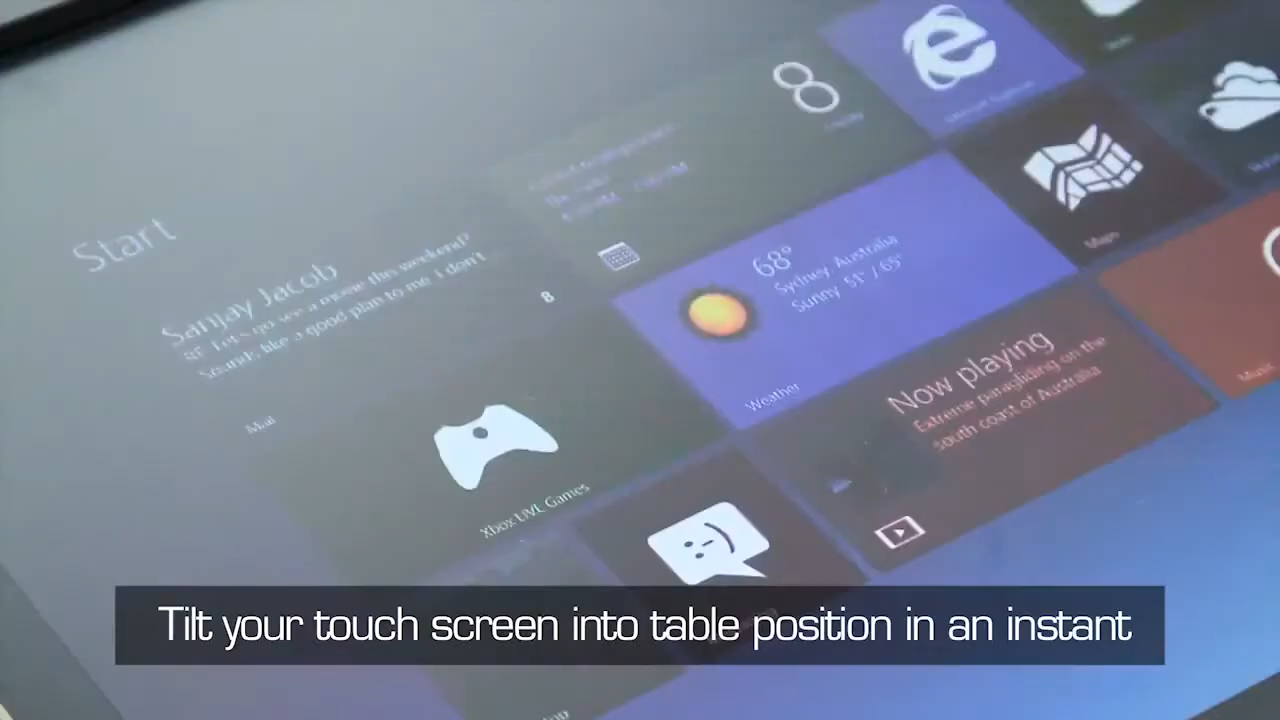 Start
Sanjay Jacob
RE: Let's go see a movie this weekend?
Sounds like a good plan to me, I don't
8
Mail
8
Xbox LIVE Games
68°
Sydney, Australia
Sunny 51° / 65°
Weather
Maps
Now playing
Extreme paragliding on the
south coast of Australia
Music
Tilt your touch screen into table position in an instant